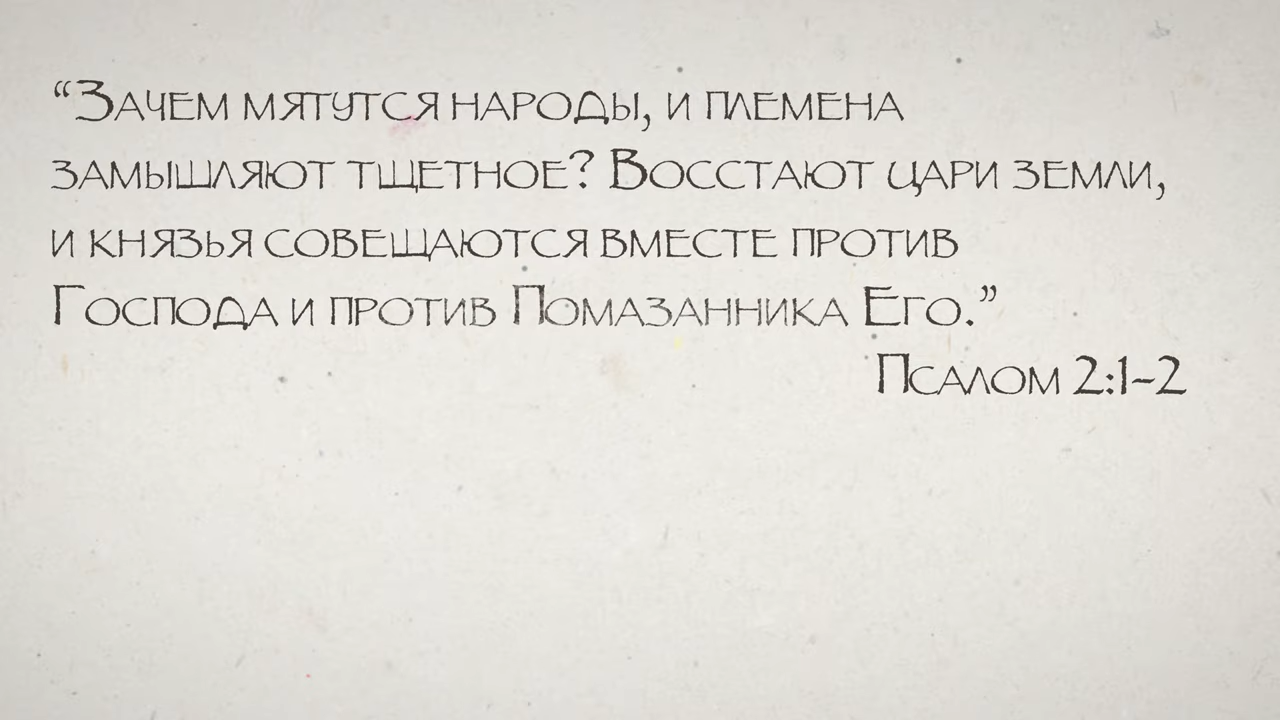 “Зачем мятутся народы, и племена
замышляют тщетное? Восстают цари земли,
и князья совещаются вместе против
Господа и против Помазанника Его.”
Псалом 2:1-2